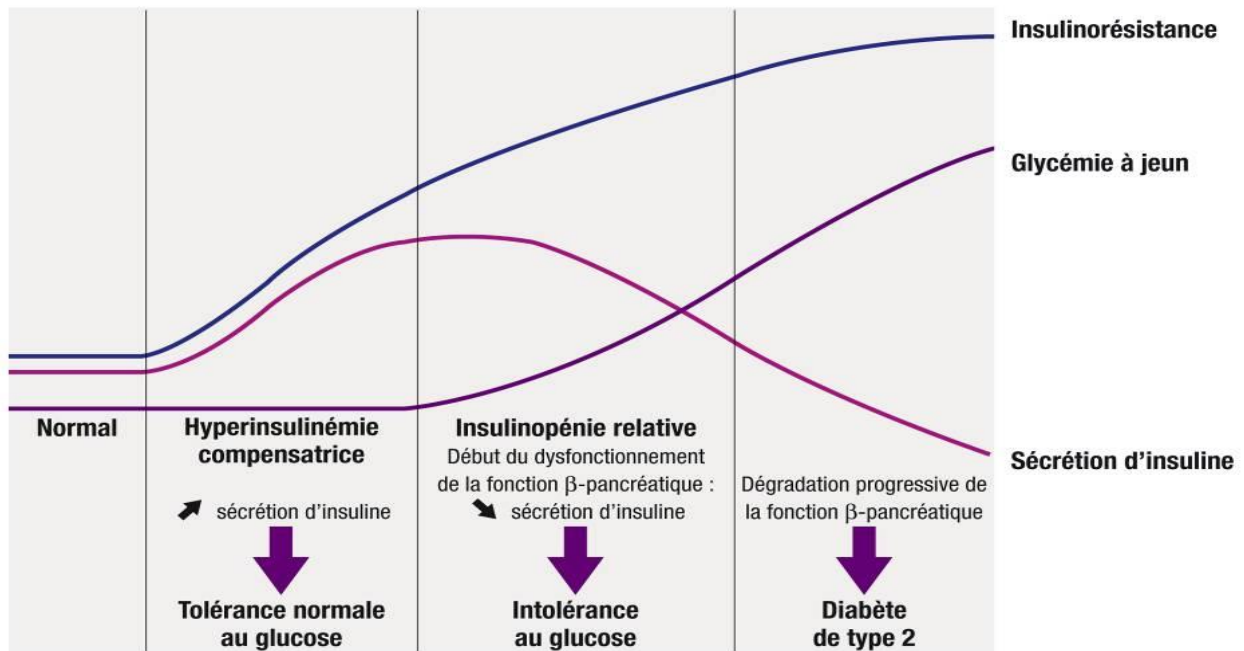 Insulinorésistance
Glycémie à jeun
Sécrétion d'insuline
Normal
Hyperinsulinémie
compensatrice
↗ sécrétion d'insuline
Tolérance normale
au glucose
Insulinopénie relative
Début du dysfonctionnement
de la fonction β-pancréatique :
↘ sécrétion d'insuline
Intolérance
au glucose
Dégradation progressive de
la fonction β-pancréatique
Diabète
de type 2